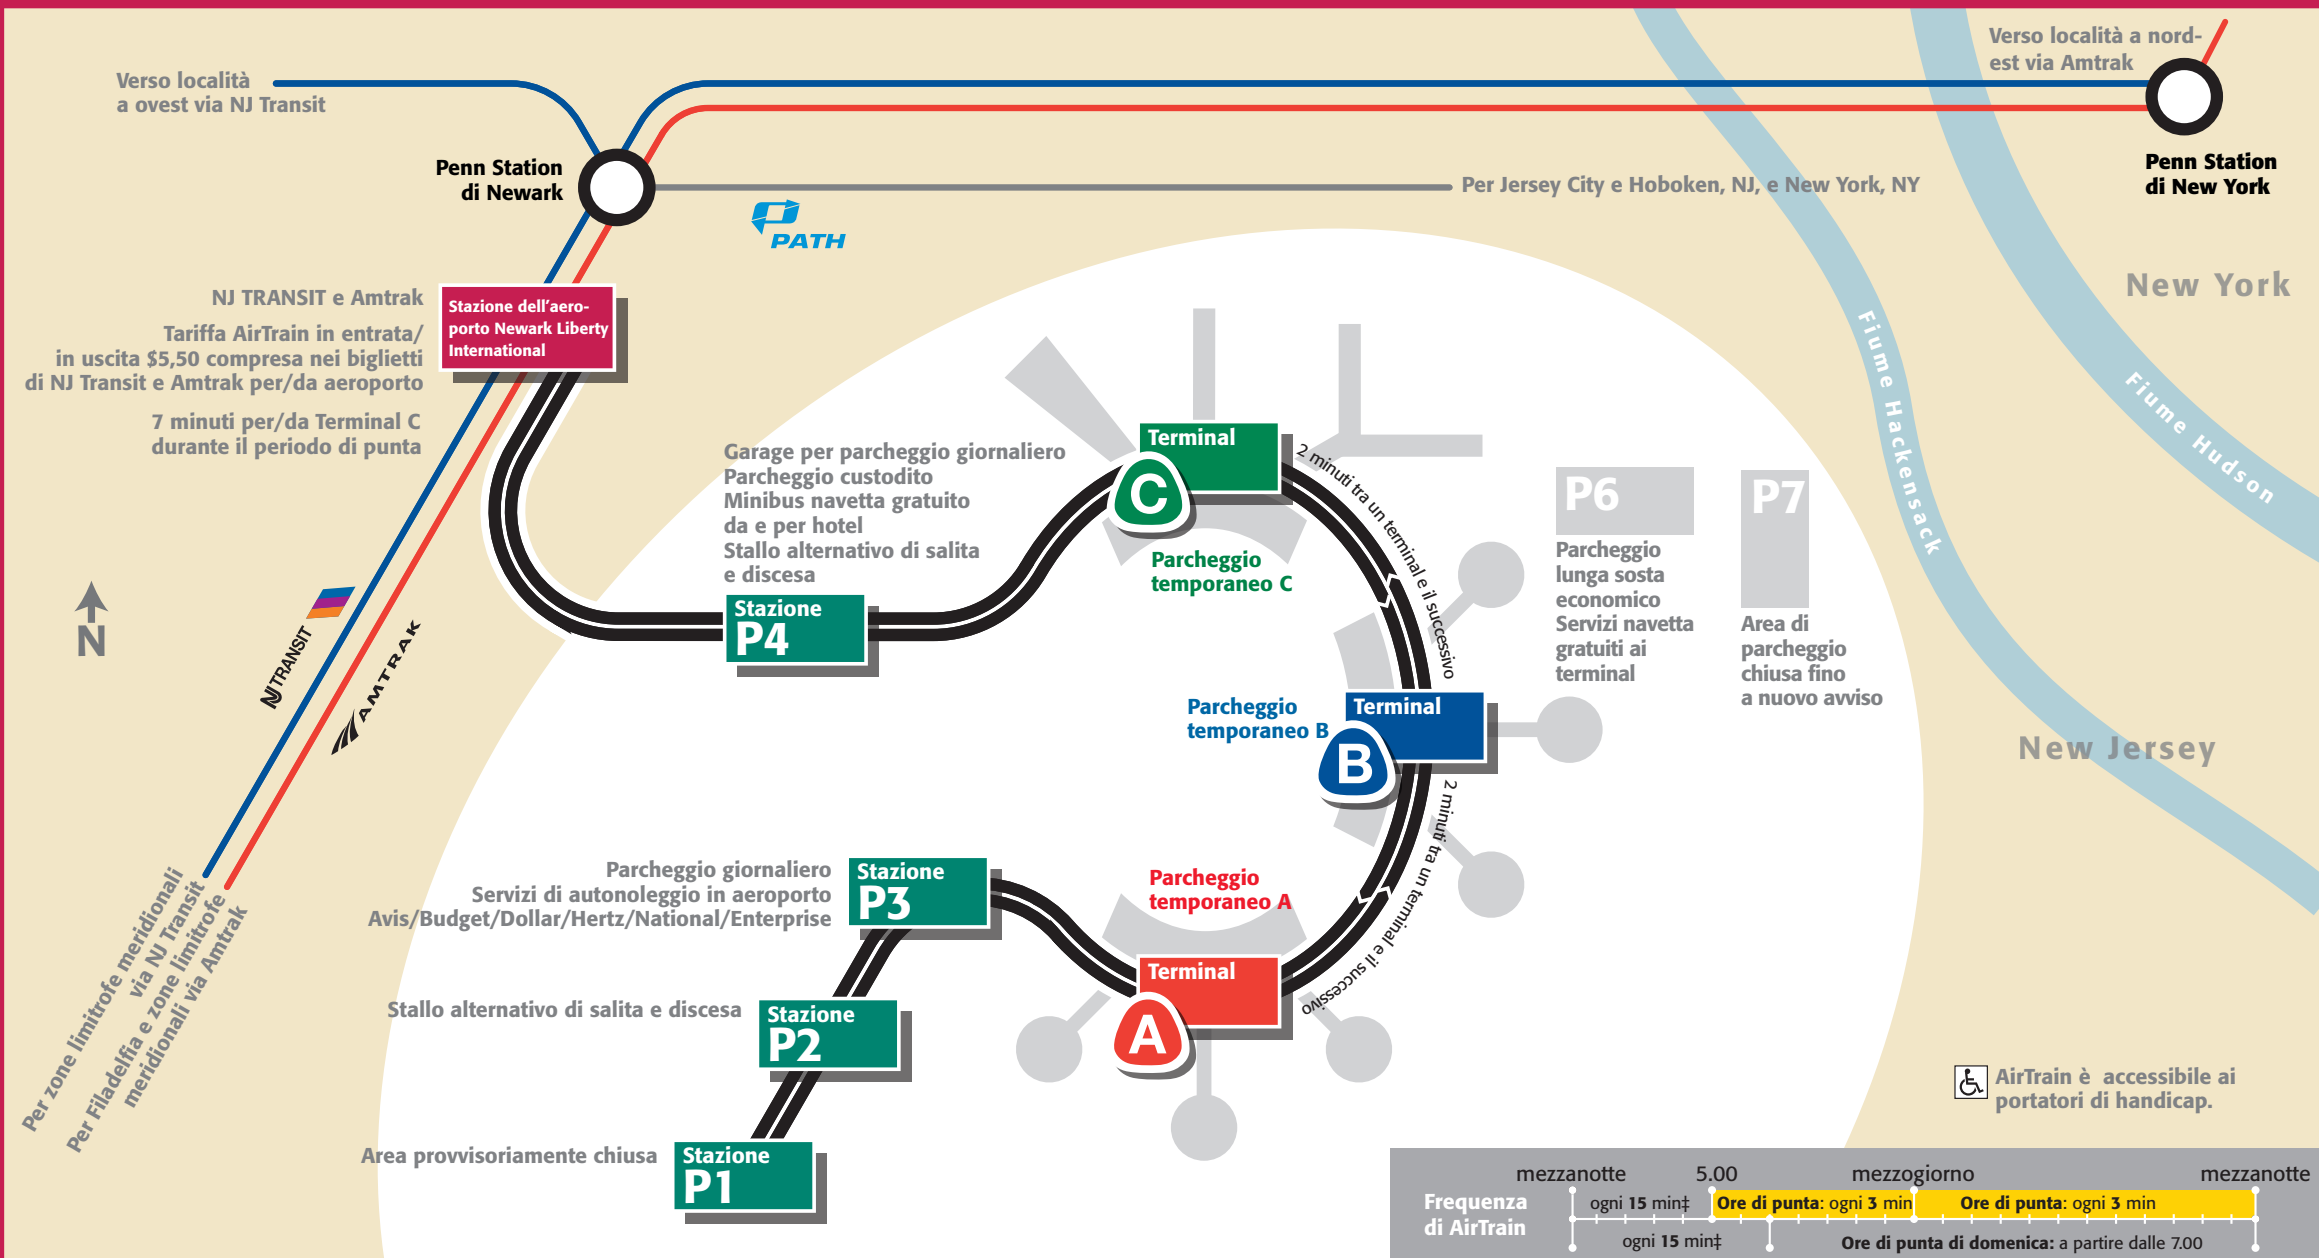 Verso località
a ovest via NJ Transit
Verso località a nord-
est via Amtrak
Penn Station
di Newark
Penn Station
di New York
Per Jersey City e Hoboken, NJ, e New York, NY
PATH
New York
Fiume Hackensack
Fiume Hudson
New Jersey
NJ TRANSIT e Amtrak
Tariffa AirTrain in entrata/
in uscita $5,50 compresa nei biglietti
di NJ Transit e Amtrak per/da aeroporto
7 minuti per/da Terminal C
durante il periodo di punta
Stazione dell'aero-
porto Newark Liberty
International
Garage per parcheggio giornaliero
Parcheggio custodito
Minibus navetta gratuito
da e per hotel
Stallo alternativo di salita
e discesa
Stazione
P4
Terminal
C
Parcheggio
temporaneo C
2 minuti tra un terminal e il successivo
P6
Parcheggio
lunga sosta
economico
Servizi navetta
gratuiti ai
terminal
P7
Area di
parcheggio
chiusa fino
a nuovo avviso
N
NJ TRANSIT
AMTRAK
Parcheggio
temporaneo B
Terminal
B
2 minuti tra un terminal e il successivo
Parcheggio giornaliero
Servizi di autonoleggio in aeroporto
Avis/Budget/Dollar/Hertz/National/Enterprise
Stazione
P3
Parcheggio
temporaneo A
Terminal
A
Per zone limitrofe meridionali
via NJ Transit
Per Filadelfia e zone limitrofe
meridionali via Amtrak
Stallo alternativo di salita e discesa
Stazione
P2
Area provvisoriamente chiusa
Stazione
P1
AirTrain è accessibile ai
portatori di handicap.
mezzanotte 5.00 mezzogiorno mezzanotte
Frequenza
di AirTrain
ogni 15 min‡ Ore di punta: ogni 3 min Ore di punta: ogni 3 min
ogni 15 min‡ Ore di punta di domenica: a partire dalle 7.00